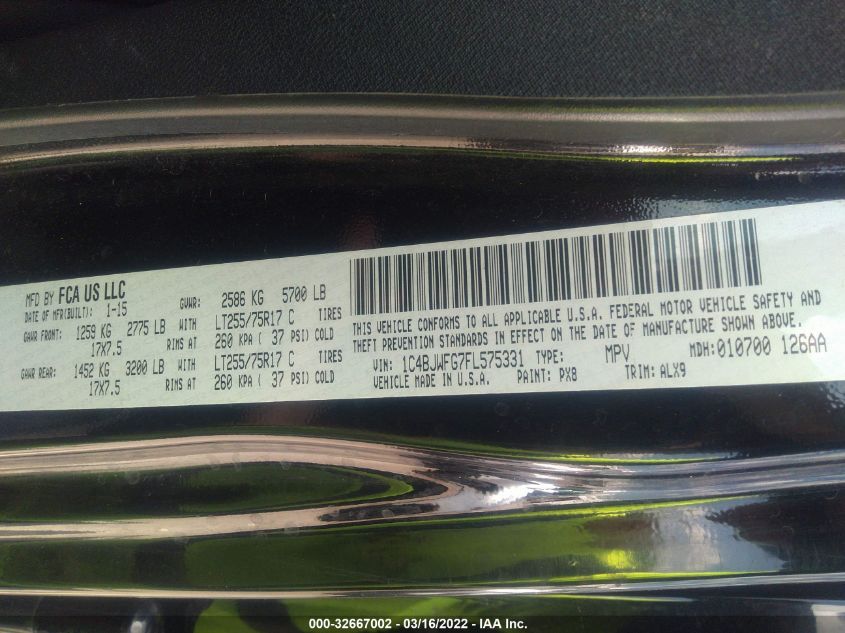 MFD BY FCA US LLC
DATE OF MFR(BUILT): 1-15 GVWR: 2586 KG 5700 LB
GAWR FRONT: 1259 KG 2775 LB WITH LT255/75R17 C TIRES
17X7.5 RIMS AT 260 KPA ( 37 PSI) COLD
GAWR REAR: 1452 KG 3200 LB WITH LT255/75R17 C TIRES
17X7.5 RIMS AT 260 KPA ( 37 PSI) COLD
THIS VEHICLE CONFORMS TO ALL APPLICABLE U.S.A. FEDERAL MOTOR VEHICLE SAFETY AND
THEFT PREVENTION STANDARDS IN EFFECT ON THE DATE OF MANUFACTURE SHOWN ABOVE.
VIN: 1C4BJWFG7FL575331 TYPE: MPV MDH:010700 126AA
VEHICLE MADE IN U.S.A. PAINT: PX8 TRIM: ALX9
000-32667002 - 03/16/2022 - IAA Inc.